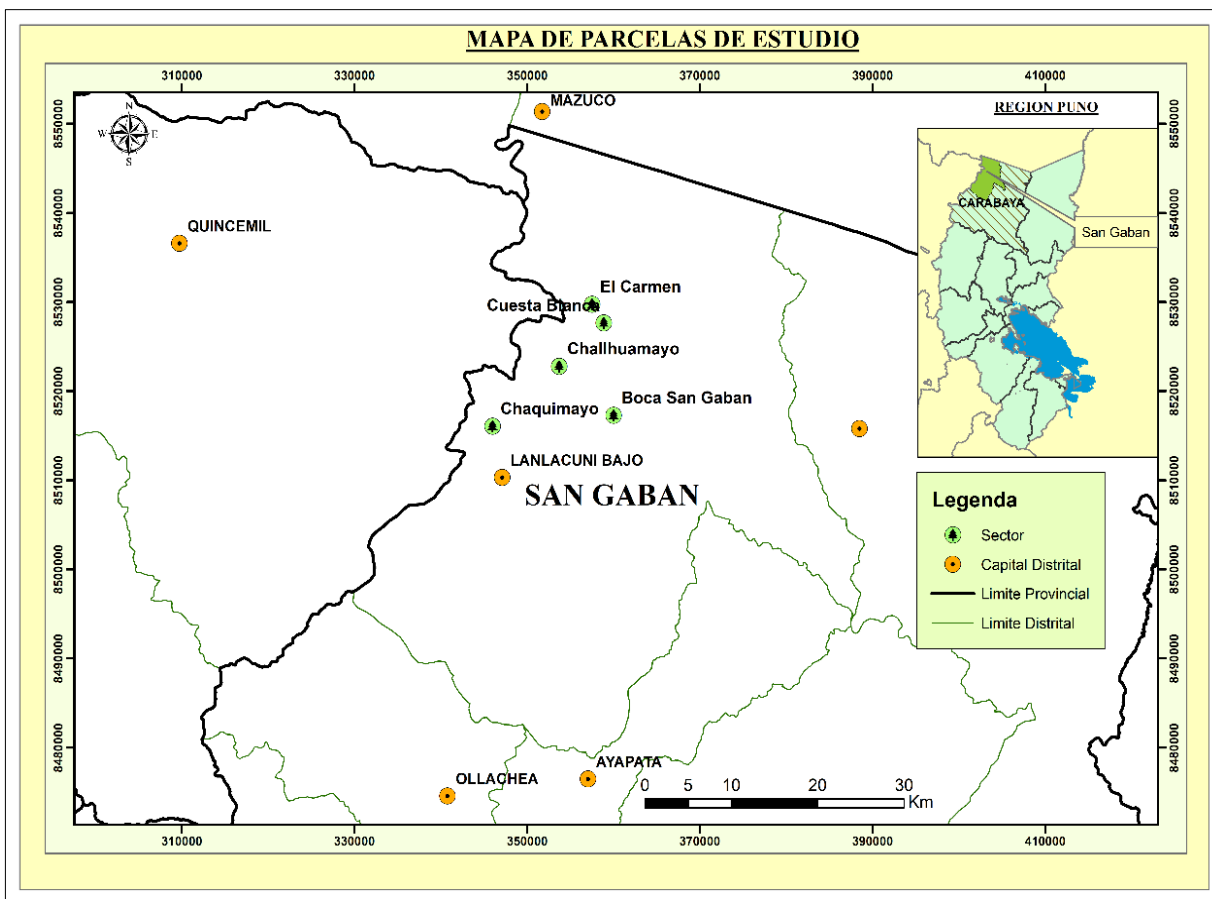 MAPA DE PARCELAS DE ESTUDIO
310000 330000 350000 370000 390000 410000
8550000
8540000
8530000
8520000
8510000
8500000
8490000
8480000
N
W E
S
MAZUCO
QUINCEMIL
El Carmen
Cuesta Blanca
Challhuamayo
Chaquimayo
Boca San Gaban
LANLACUNI BAJO
SAN GABAN
OLLACHEA
AYAPATA
0 5 10 20 30
Km
REGION PUNO
CARABAYA
San Gaban
Legenda
Sector
Capital Distrital
Limite Provincial
Limite Distrital
8550000
8540000
8530000
8520000
8510000
8500000
8490000
8480000
310000 330000 350000 370000 390000 410000